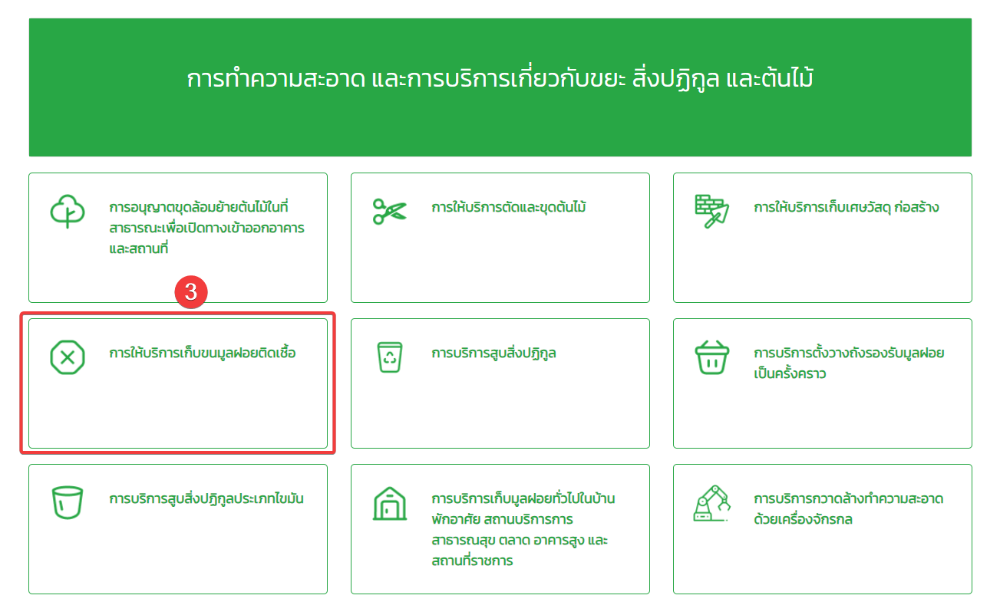 การทำความสะอาด และการบริการเกี่ยวกับขยะ สิ่งปฏิกูล และต้นไม้
การอนุญาตขุดล้อมย้ายต้นไม้ในที่
สาธารณะเพื่อเปิดทางเข้าออกอาคาร
และสถานที่
การให้บริการตัดและขุดต้นไม้
การให้บริการเก็บเศษวัสดุ ก่อสร้าง
3
การให้บริการเก็บขนมูลฝอยติดเชื้อ
การบริการสูบสิ่งปฏิกูล
การบริการตั้งวางถังรองรับมูลฝอย
เป็นครั้งคราว
การบริการสูบสิ่งปฏิกูลประเภทไขมัน
การบริการเก็บมูลฝอยทั่วไปในบ้าน
พักอาศัย สถานบริการการ
สาธารณสุข ตลาด อาคารสูง และ
สถานที่ราชการ
การบริการกวาดล้างทำความสะอาด
ด้วยเครื่องจักรกล